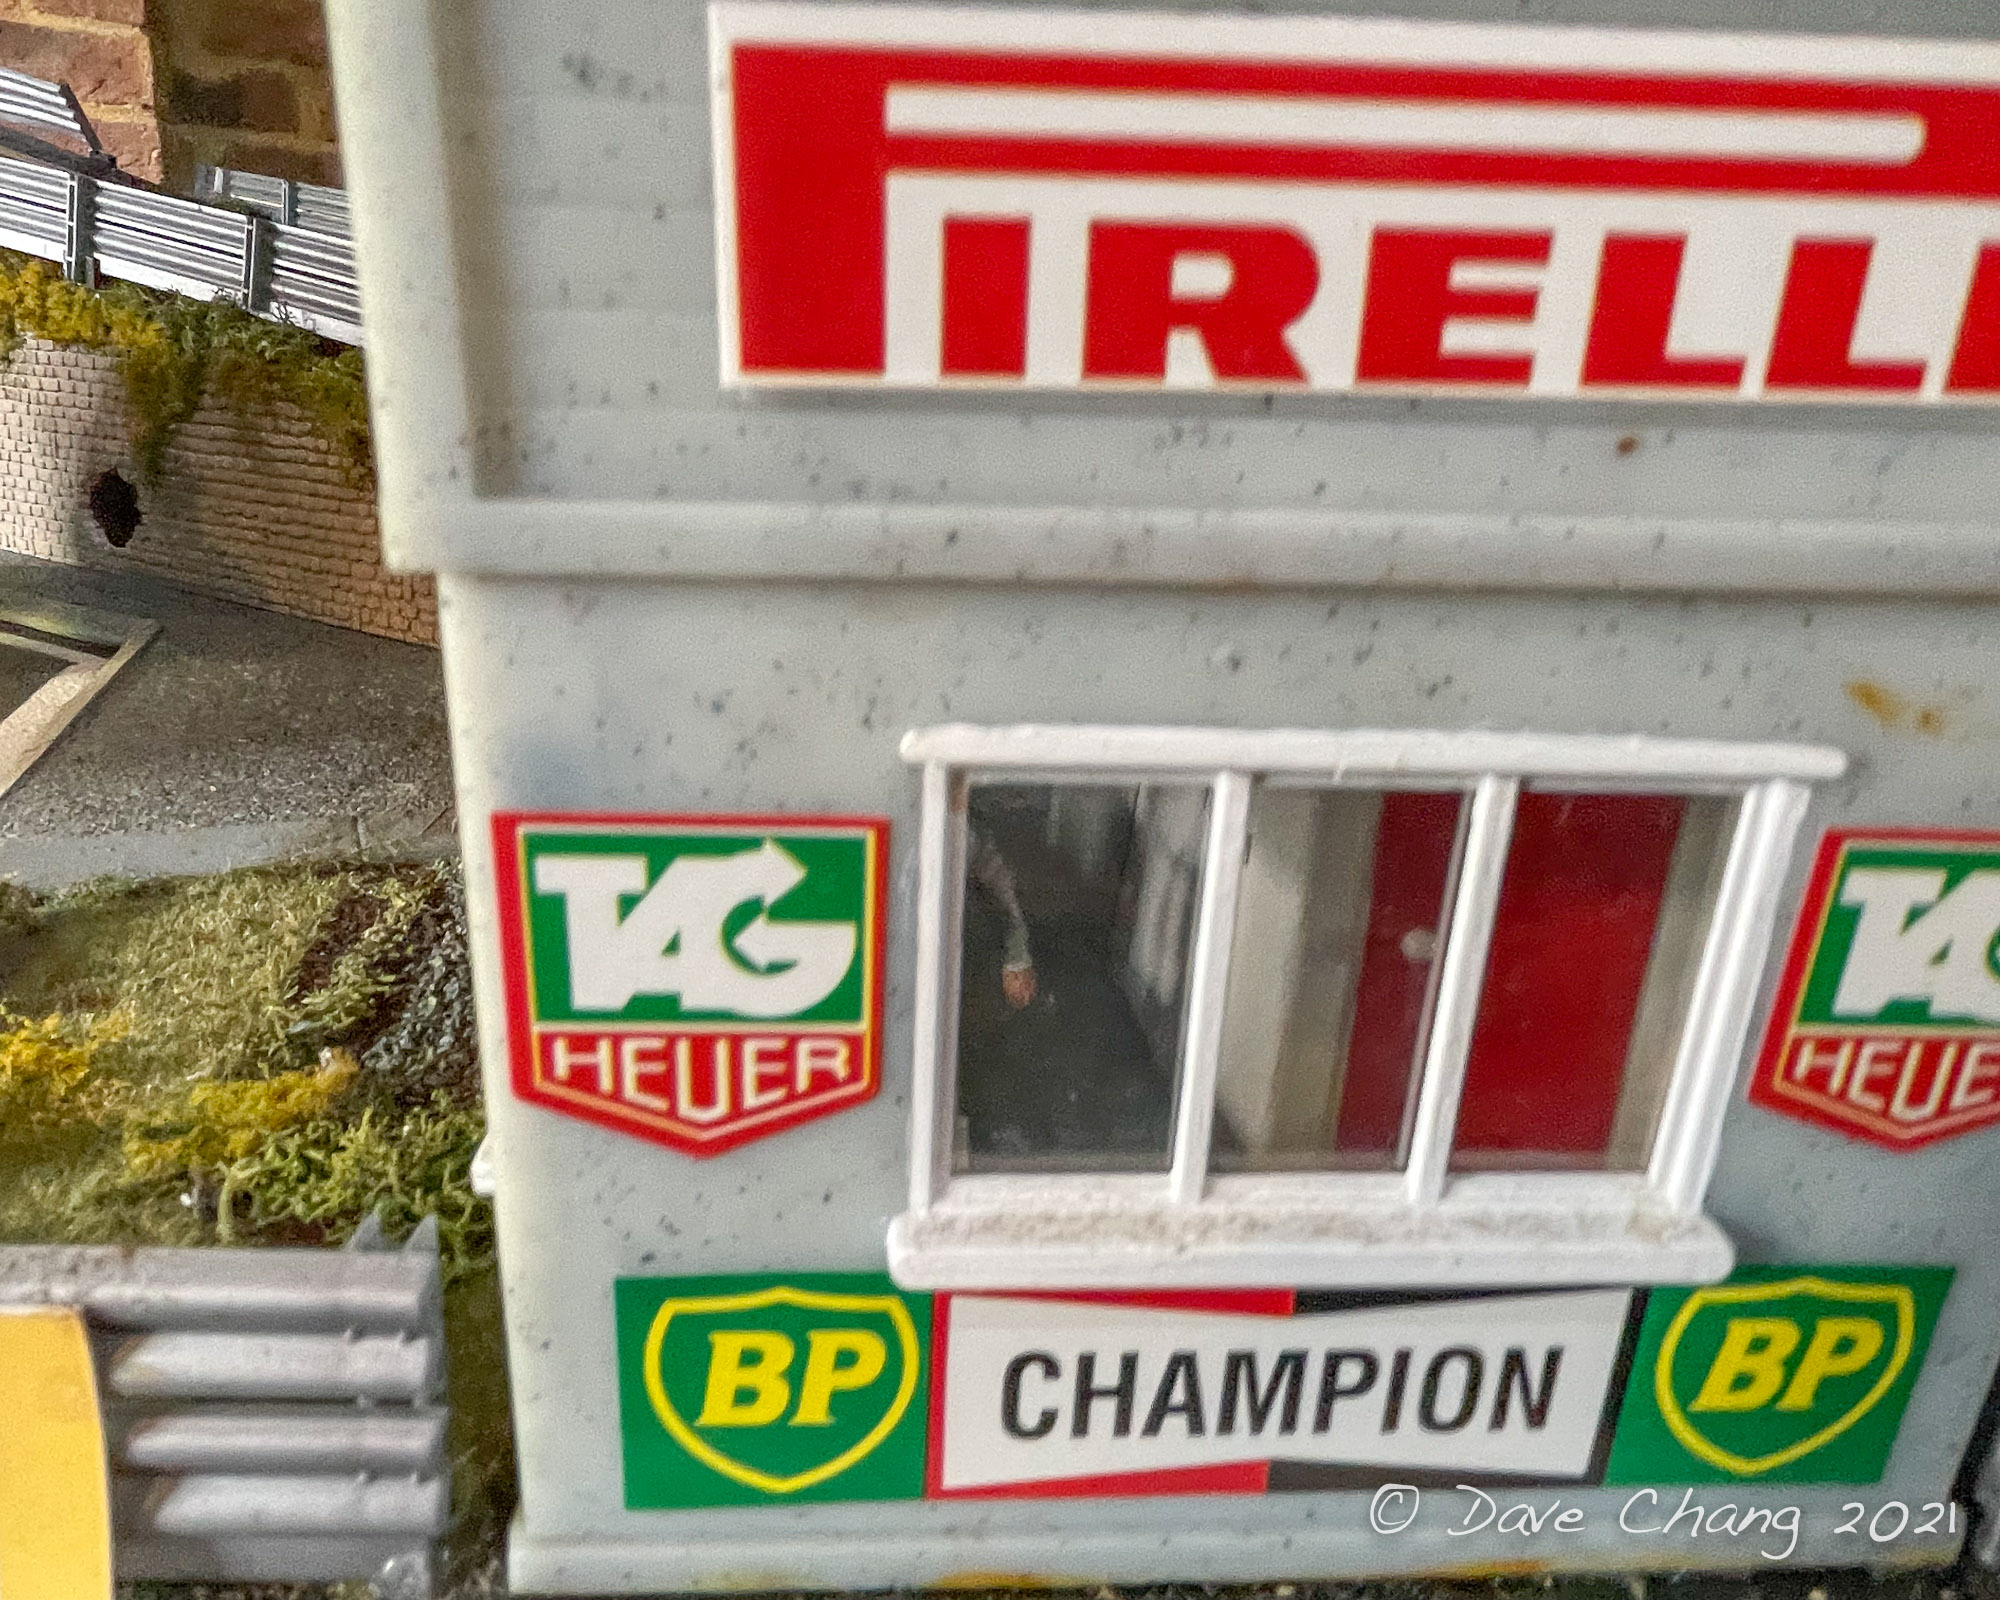 PIRELLI
TAG
HEUER
TAG
HEUER
BP
CHAMPION
BP
© Dave Chang 2021